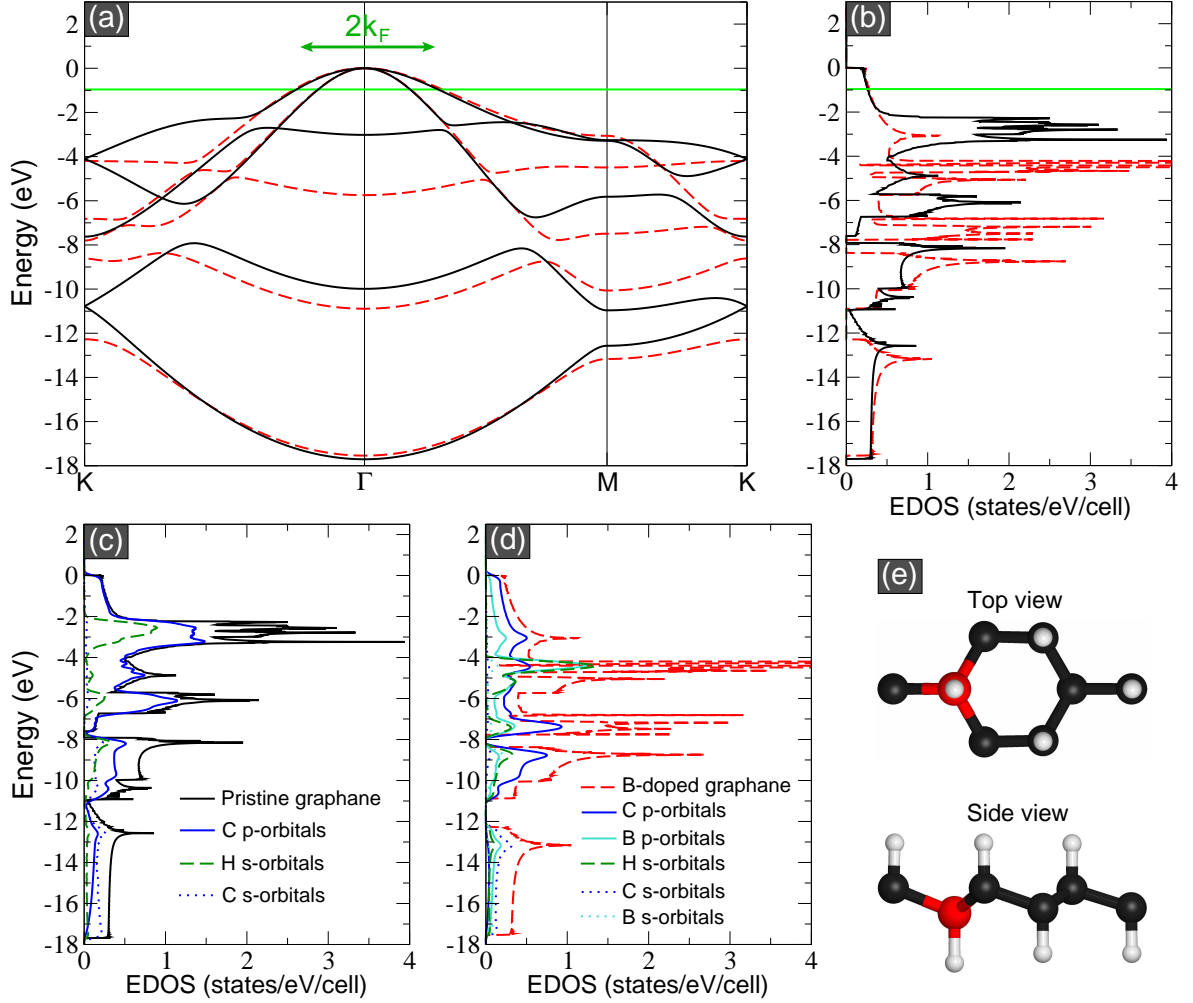 (a)
2k_F
2
0
-2
-4
-6
-8
-10
-12
-14
-16
-18
Energy (eV)
K Γ M K
(b)
2
0
-2
-4
-6
-8
-10
-12
-14
-16
-18
0 1 2 3 4
EDOS (states/eV/cell)
(c)
2
0
-2
-4
-6
-8
-10
-12
-14
-16
-18
Energy (eV)
Pristine graphane
C p-orbitals
H s-orbitals
C s-orbitals
0 1 2 3 4
EDOS (states/eV/cell)
(d)
2
0
-2
-4
-6
-8
-10
-12
-14
-16
-18
B-doped graphane
C p-orbitals
B p-orbitals
H s-orbitals
C s-orbitals
B s-orbitals
0 1 2 3 4
EDOS (states/eV/cell)
(e)
Top view
Side view